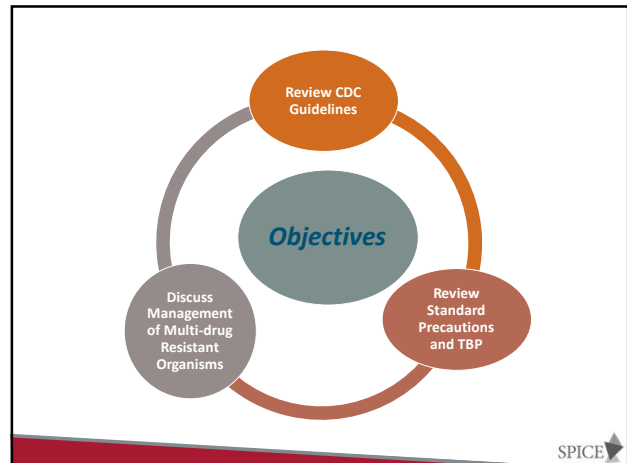 Review CDC
Guidelines
Objectives
Review
Standard
Precautions
and TBP
Discuss
Management
of Multi-drug
Resistant
Organisms
SPICE